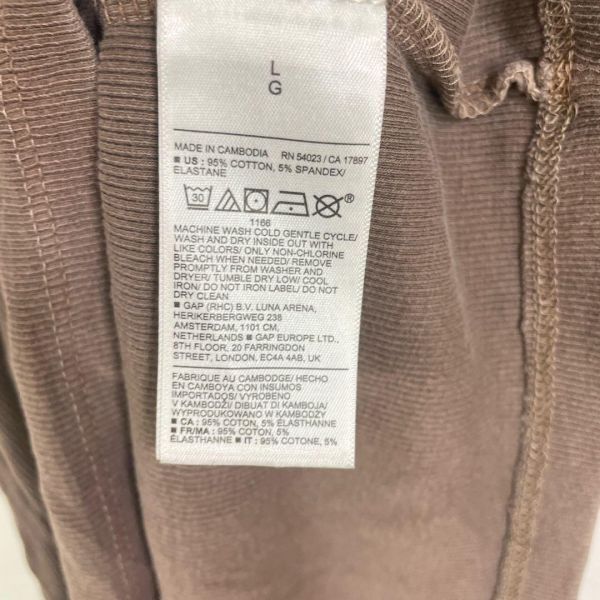 L
G
MADE IN CAMBODIA RN 54023 / CA 17897
■ US : 95% COTTON, 5% SPANDEX/
ELASTANE
30 ®
1166
MACHINE WASH COLD GENTLE CYCLE/
WASH AND DRY INSIDE OUT WITH
LIKE COLORS/ ONLY NON-CHLORINE
BLEACH WHEN NEEDED/ REMOVE
PROMPTLY FROM WASHER AND
DRYER/ TUMBLE DRY LOW/ COOL
IRON/ DO NOT IRON LABEL/ DO NOT
DRY CLEAN
■ GAP (RHC) B.V. LUNA ARENA,
HERIKERBERGWEG 238
AMSTERDAM, 1101 CM,
NETHERLANDS ■ GAP EUROPE LTD.,
8TH FLOOR, 20 FARRINGDON
STREET, LONDON, EC4A 4AB, UK
FABRIQUE AU CAMBODGE/ HECHO
EN CAMBOYA CON INSUMOS
IMPORTADOS/ VYROBENO
V KAMBODŽI/ DIBUAT DI KAMBOJA/
WYPRODUKOWANO W KAMBODŻY
■ CA : 95% COTON, 5% ÉLASTHANNE
■ FR/MA : 95% COTON, 5%
ÉLASTHANNE ■ IT : 95% COTONE, 5%